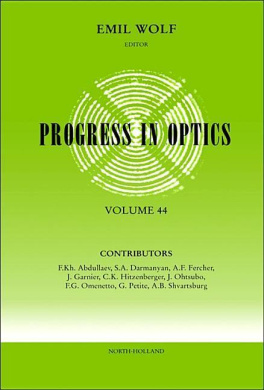 EMIL WOLF
EDITOR
PROGRESS IN OPTICS
VOLUME 44
CONTRIBUTORS
F.Kh. Abdullaev, S.A. Darmanyan, A.F. Fercher,
J. Garnier, C.K. Hitzenberger, J. Ohtsubo,
F.G. Omenetto, G. Petite, A.B. Shvartsburg
NORTH-HOLLAND